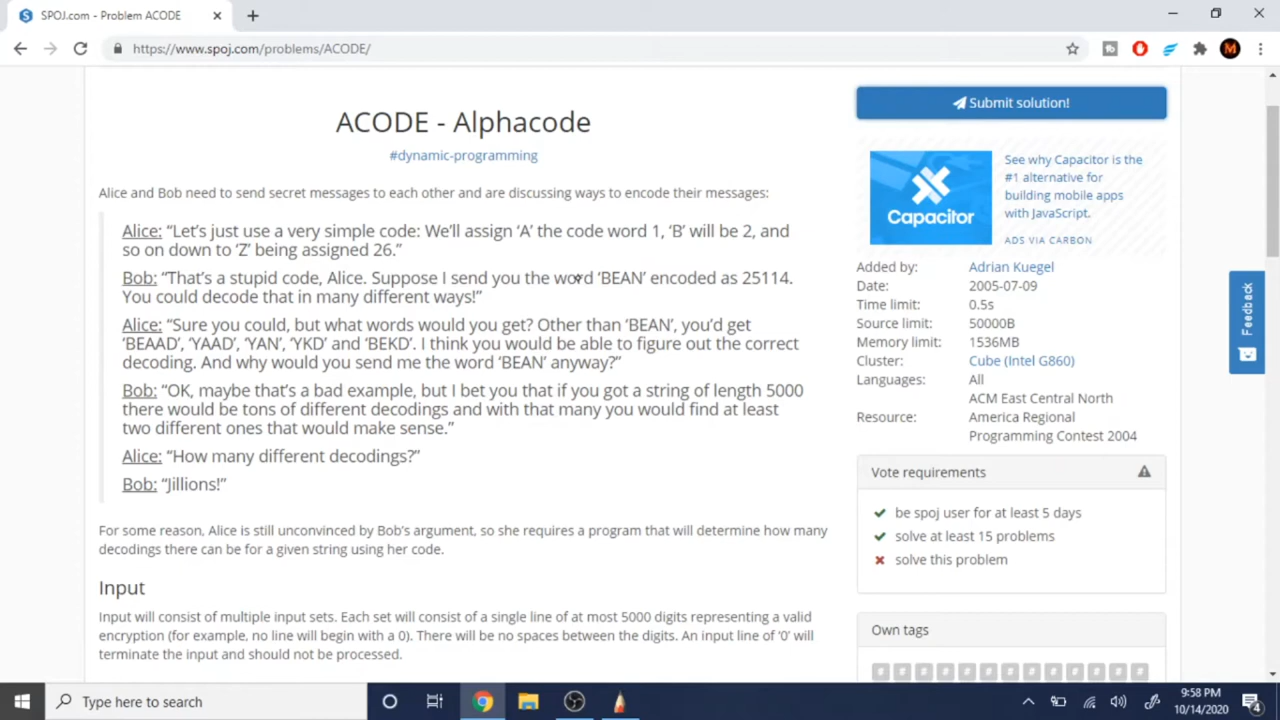 SPOJ.com - Problem ACODE
https://www.spoj.com/problems/ACODE/
M
ACODE - Alphacode
#dynamic-programming
Alice and Bob need to send secret messages to each other and are discussing ways to encode their messages:
Alice: “Let’s just use a very simple code: We’ll assign ‘A’ the code word 1, ‘B’ will be 2, and
so on down to ‘Z’ being assigned 26.”
Bob: “That’s a stupid code, Alice. Suppose I send you the word ‘BEAN’ encoded as 25114.
You could decode that in many different ways!”
Alice: “Sure you could, but what words would you get? Other than ‘BEAN’, you’d get
‘BEAAD’, ‘YAAD’, ‘YAN’, ‘YKD’ and ‘BEKD’. I think you would be able to figure out the correct
decoding. And why would you send me the word ‘BEAN’ anyway?”
Bob: “OK, maybe that’s a bad example, but I bet you that if you got a string of length 5000
there would be tons of different decodings and with that many you would find at least
two different ones that would make sense.”
Alice: “How many different decodings?”
Bob: “Jillions!”
For some reason, Alice is still unconvinced by Bob’s argument, so she requires a program that will determine how many
decodings there can be for a given string using her code.
Input
Input will consist of multiple input sets. Each set will consist of a single line of at most 5000 digits representing a valid
encryption (for example, no line will begin with a 0). There will be no spaces between the digits. An input line of ‘0’ will
terminate the input and should not be processed.
Submit solution!
Capacitor
See why Capacitor is the
#1 alternative for
building mobile apps
with JavaScript.
ADS VIA CARBON
Added by: Adrian Kuegel
Date: 2005-07-09
Time limit: 0.5s
Source limit: 50000B
Memory limit: 1536MB
Cluster: Cube (Intel G860)
Languages: All
ACM East Central North
Resource: America Regional
Programming Contest 2004
Vote requirements
be spoj user for at least 5 days
solve at least 15 problems
solve this problem
Own tags
Feedback
Type here to search
9:58 PM
10/14/2020
4